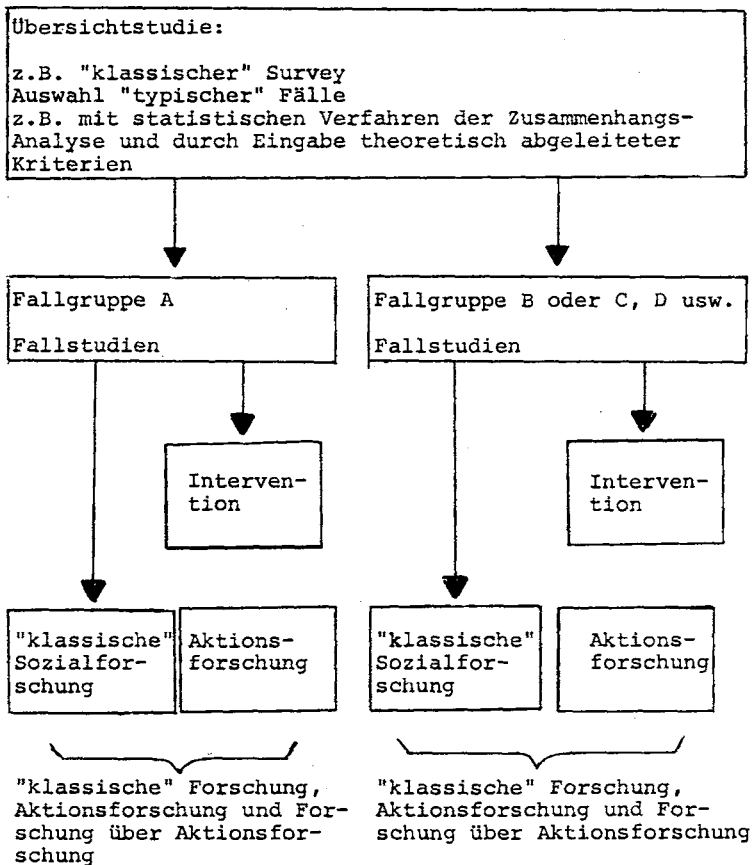 Übersichtstudie:
z.B. "klassischer" Survey
Auswahl "typischer" Fälle
z.B. mit statistischen Verfahren der Zusammenhangs-
Analyse und durch Eingabe theoretisch abgeleiteter
Kriterien
Fallgruppe A
Fallstudien
Fallgruppe B oder C, D usw.
Fallstudien
Interven-
tion
Interven-
tion
"klassische"
Sozialfor-
schung
Aktions-
forschung
"klassische"
Sozialfor-
schung
Aktions-
forschung
"klassische" Forschung,
Aktionsforschung und For-
schung über Aktionsfor-
schung
"klassische" Forschung,
Aktionsforschung und For-
schung über Aktionsforschung